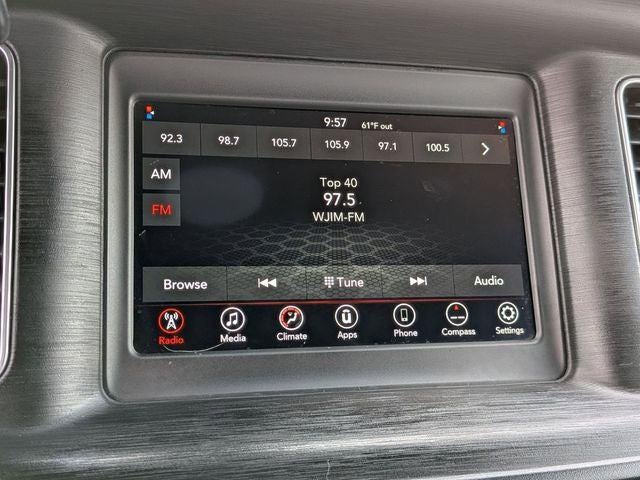 9:57 61°F out
92.3 98.7 105.7 105.9 97.1 100.5
AM
Top 40
97.5
FM
WJIM-FM
Browse Tune Audio
Radio Media Climate Apps Phone Compass Settings